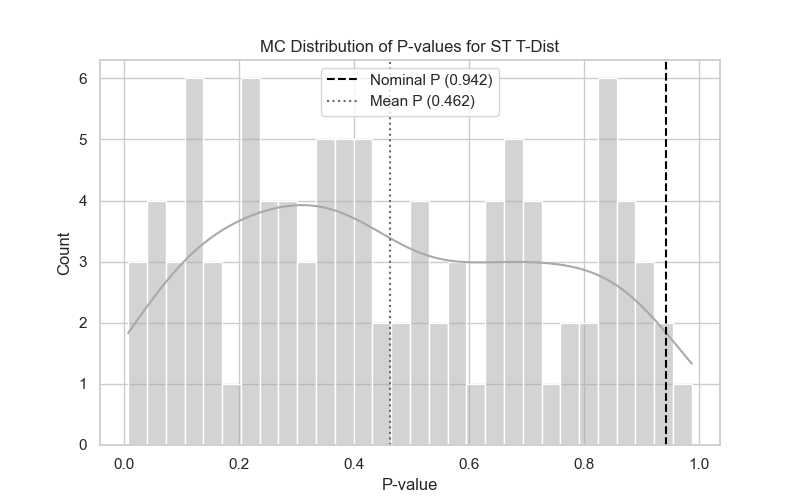 MC Distribution of P-values for ST T-Dist
Nominal P (0.942)
Mean P (0.462)
Count
6
5
4
3
2
1
0
0.0 0.2 0.4 0.6 0.8 1.0
P-value